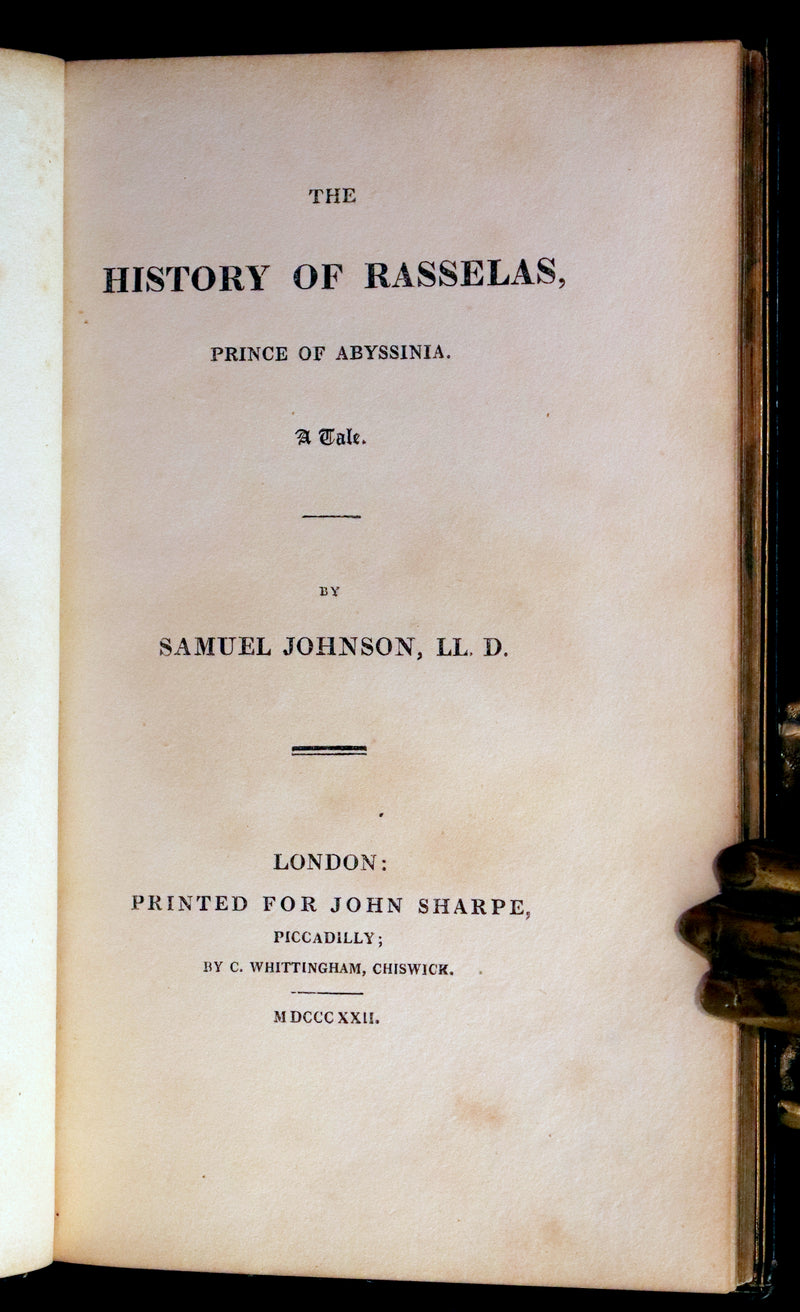 THE
HISTORY OF RASSELAS,
PRINCE OF ABYSSINIA.
A Tale.
BY
SAMUEL JOHNSON, LL. D.
LONDON:
PRINTED FOR JOHN SHARPE,
PICCADILLY;
BY C. WHITTINGHAM, CHISWICK.
MDCCCXXII.